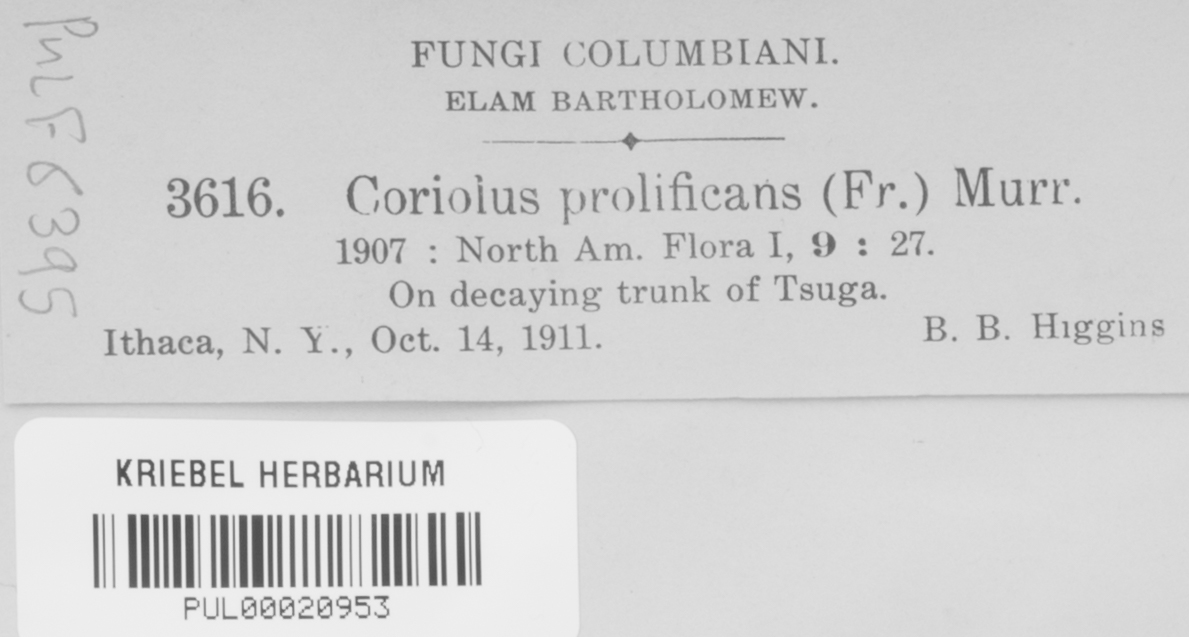 PUL F 6395
FUNGI COLUMBIANI.
ELAM BARTHOLOMEW.
3616. Coriolus prolificans (Fr.) Murr.
1907 : North Am. Flora I, 9 : 27.
On decaying trunk of Tsuga.
Ithaca, N. Y., Oct. 14, 1911. B. B. Higgins
KRIEBEL HERBARIUM
PUL00020953